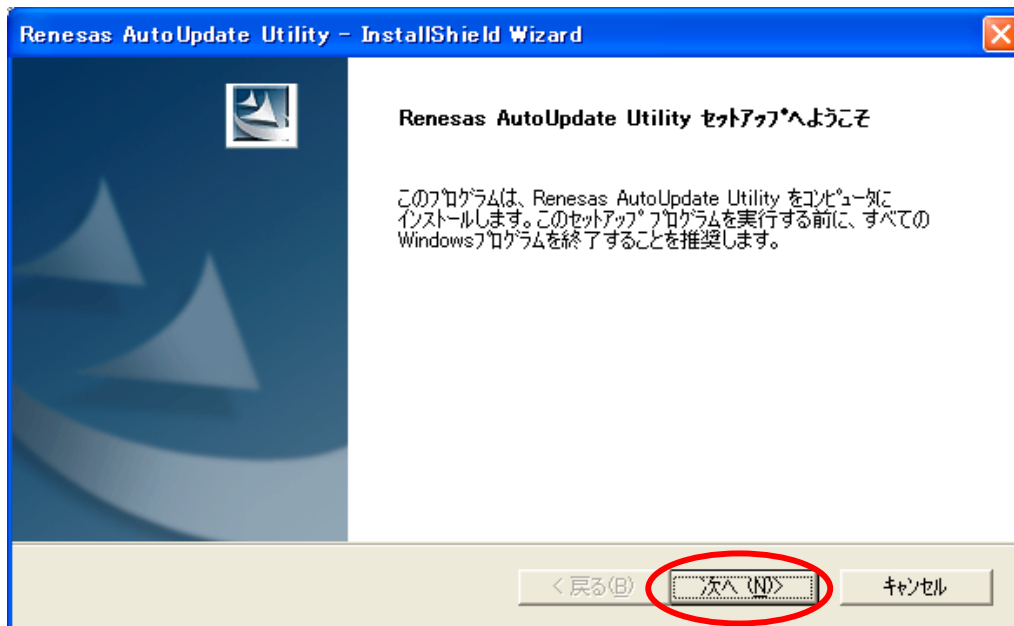 Renesas AutoUpdate Utility - InstallShield Wizard
Renesas AutoUpdate Utility セットアップへようこそ
このプログラムは、Renesas AutoUpdate Utility をコンピュータに
インストールします。このセットアップ プログラムを実行する前に、すべての
Windowsプログラムを終了することを推奨します。
< 戻る(B) 次へ (N)> キャンセル